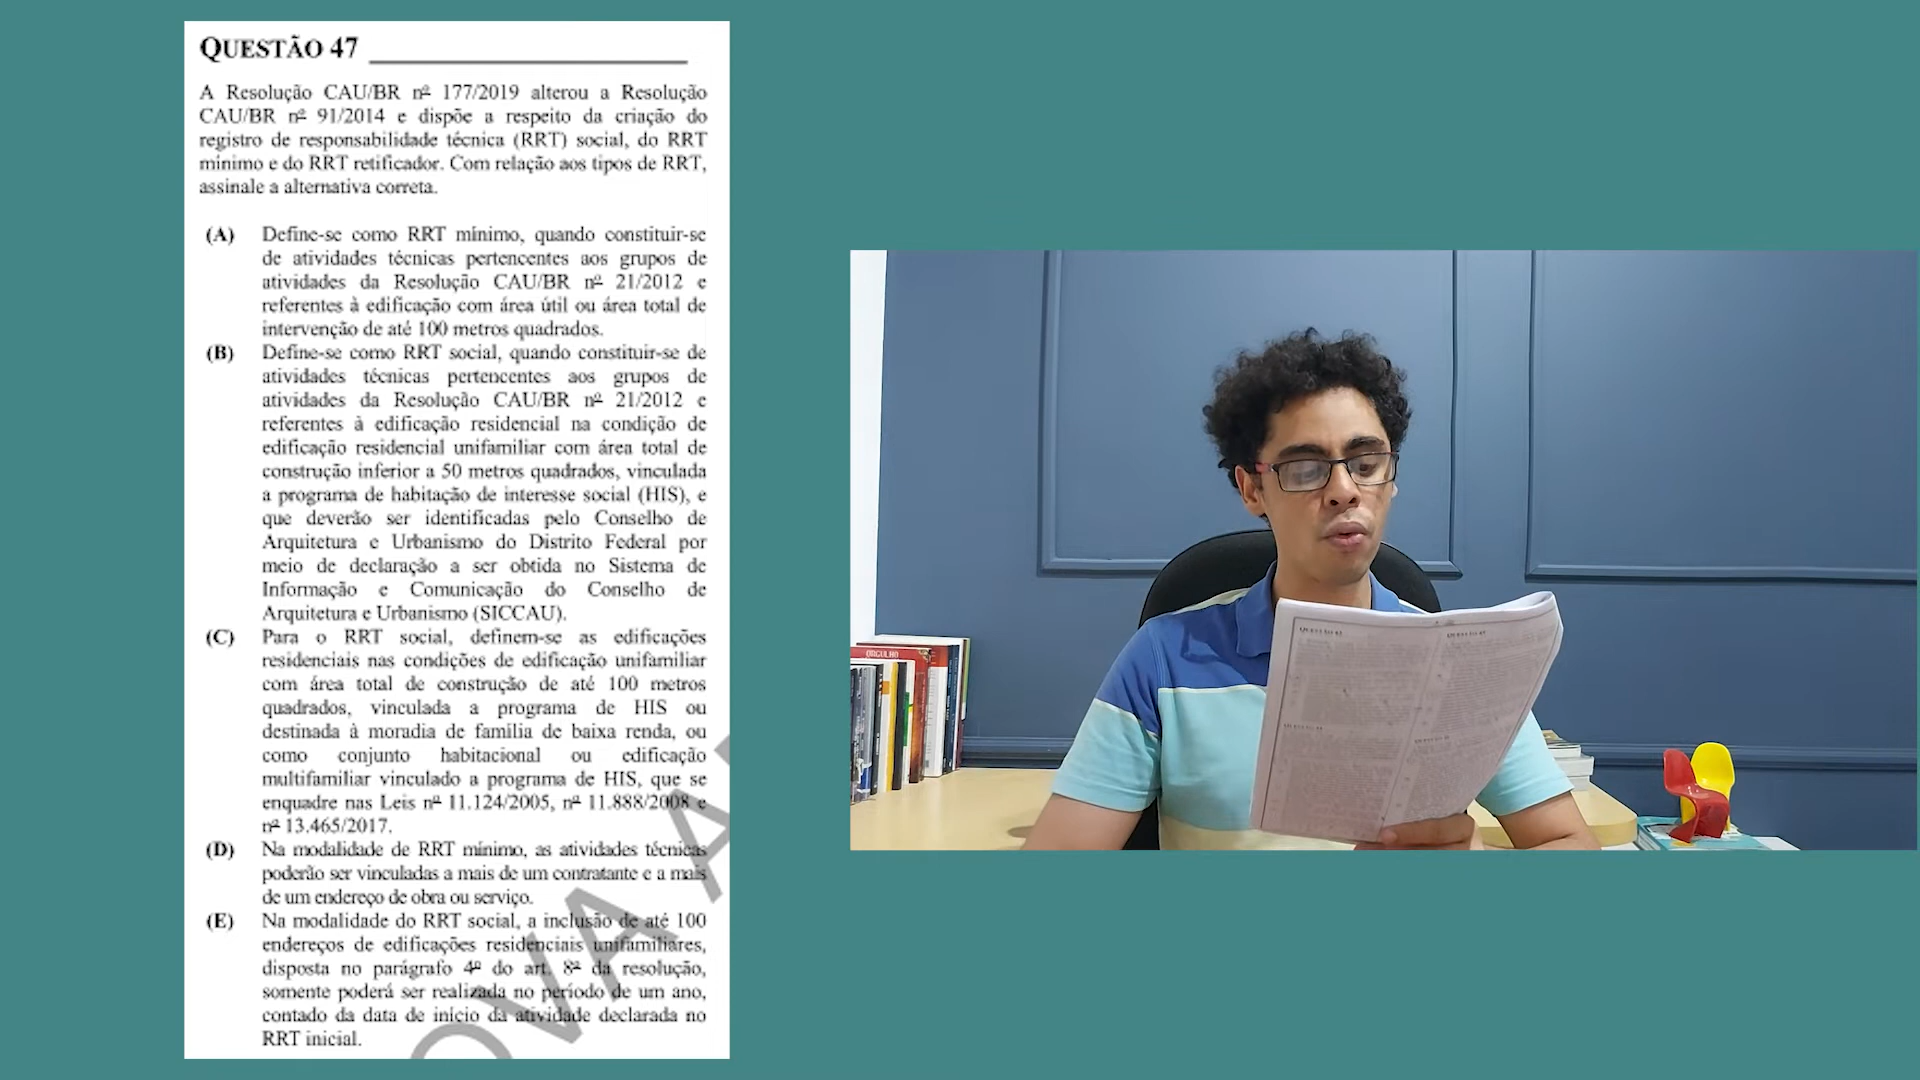 QUESTÃO 47
A Resolução CAU/BR nº 177/2019 alterou a Resolução
CAU/BR nº 91/2014 e dispõe a respeito da criação do
registro de responsabilidade técnica (RRT) social, do RRT
mínimo e do RRT retificador. Com relação aos tipos de RRT,
assinale a alternativa correta.
(A) Define-se como RRT mínimo, quando constituir-se
de atividades técnicas pertencentes aos grupos de
atividades da Resolução CAU/BR nº 21/2012 e
referentes à edificação com área útil ou área total de
intervenção de até 100 metros quadrados.
(B) Define-se como RRT social, quando constituir-se de
atividades técnicas pertencentes aos grupos de
atividades da Resolução CAU/BR nº 21/2012 e
referentes à edificação residencial na condição de
edificação residencial unifamiliar com área total de
construção inferior a 50 metros quadrados, vinculada
a programa de habitação de interesse social (HIS), e
que deverão ser identificadas pelo Conselho de
Arquitetura e Urbanismo do Distrito Federal por
meio de declaração a ser obtida no Sistema de
Informação e Comunicação do Conselho de
Arquitetura e Urbanismo (SICCAU).
(C) Para o RRT social, definem-se as edificações
residenciais nas condições de edificação unifamiliar
com área total de construção de até 100 metros
quadrados, vinculada a programa de HIS ou
destinada à moradia de família de baixa renda, ou
como conjunto habitacional ou edificação
multifamiliar vinculado a programa de HIS, que se
enquadre nas Leis nº 11.124/2005, nº 11.888/2008 e
nº 13.465/2017.
(D) Na modalidade de RRT mínimo, as atividades técnicas
poderão ser vinculadas a mais de um contratante e a mais
de um endereço de obra ou serviço.
(E) Na modalidade do RRT social, a inclusão de até 100
endereços de edificações residenciais unifamiliares,
disposta no parágrafo 4º do art. 8º da resolução,
somente poderá ser realizada no período de um ano,
contado da data de início da atividade declarada no
RRT inicial.
OVA A
ORGULHO